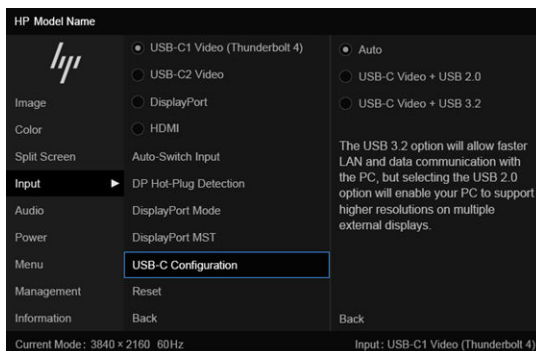 HP Model Name
hp
Image
Color
Split Screen
Input
Audio
Power
Menu
Management
Information
USB-C1 Video (Thunderbolt 4)
USB-C2 Video
DisplayPort
HDMI
Auto-Switch Input
DP Hot-Plug Detection
DisplayPort Mode
DisplayPort MST
USB-C Configuration
Reset
Back
Auto
USB-C Video + USB 2.0
USB-C Video + USB 3.2
The USB 3.2 option will allow faster
LAN and data communication with
the PC, but selecting the USB 2.0
option will enable your PC to support
higher resolutions on multiple
external displays.
Back
Current Mode: 3840 × 2160 60Hz
Input: USB-C1 Video (Thunderbolt 4)